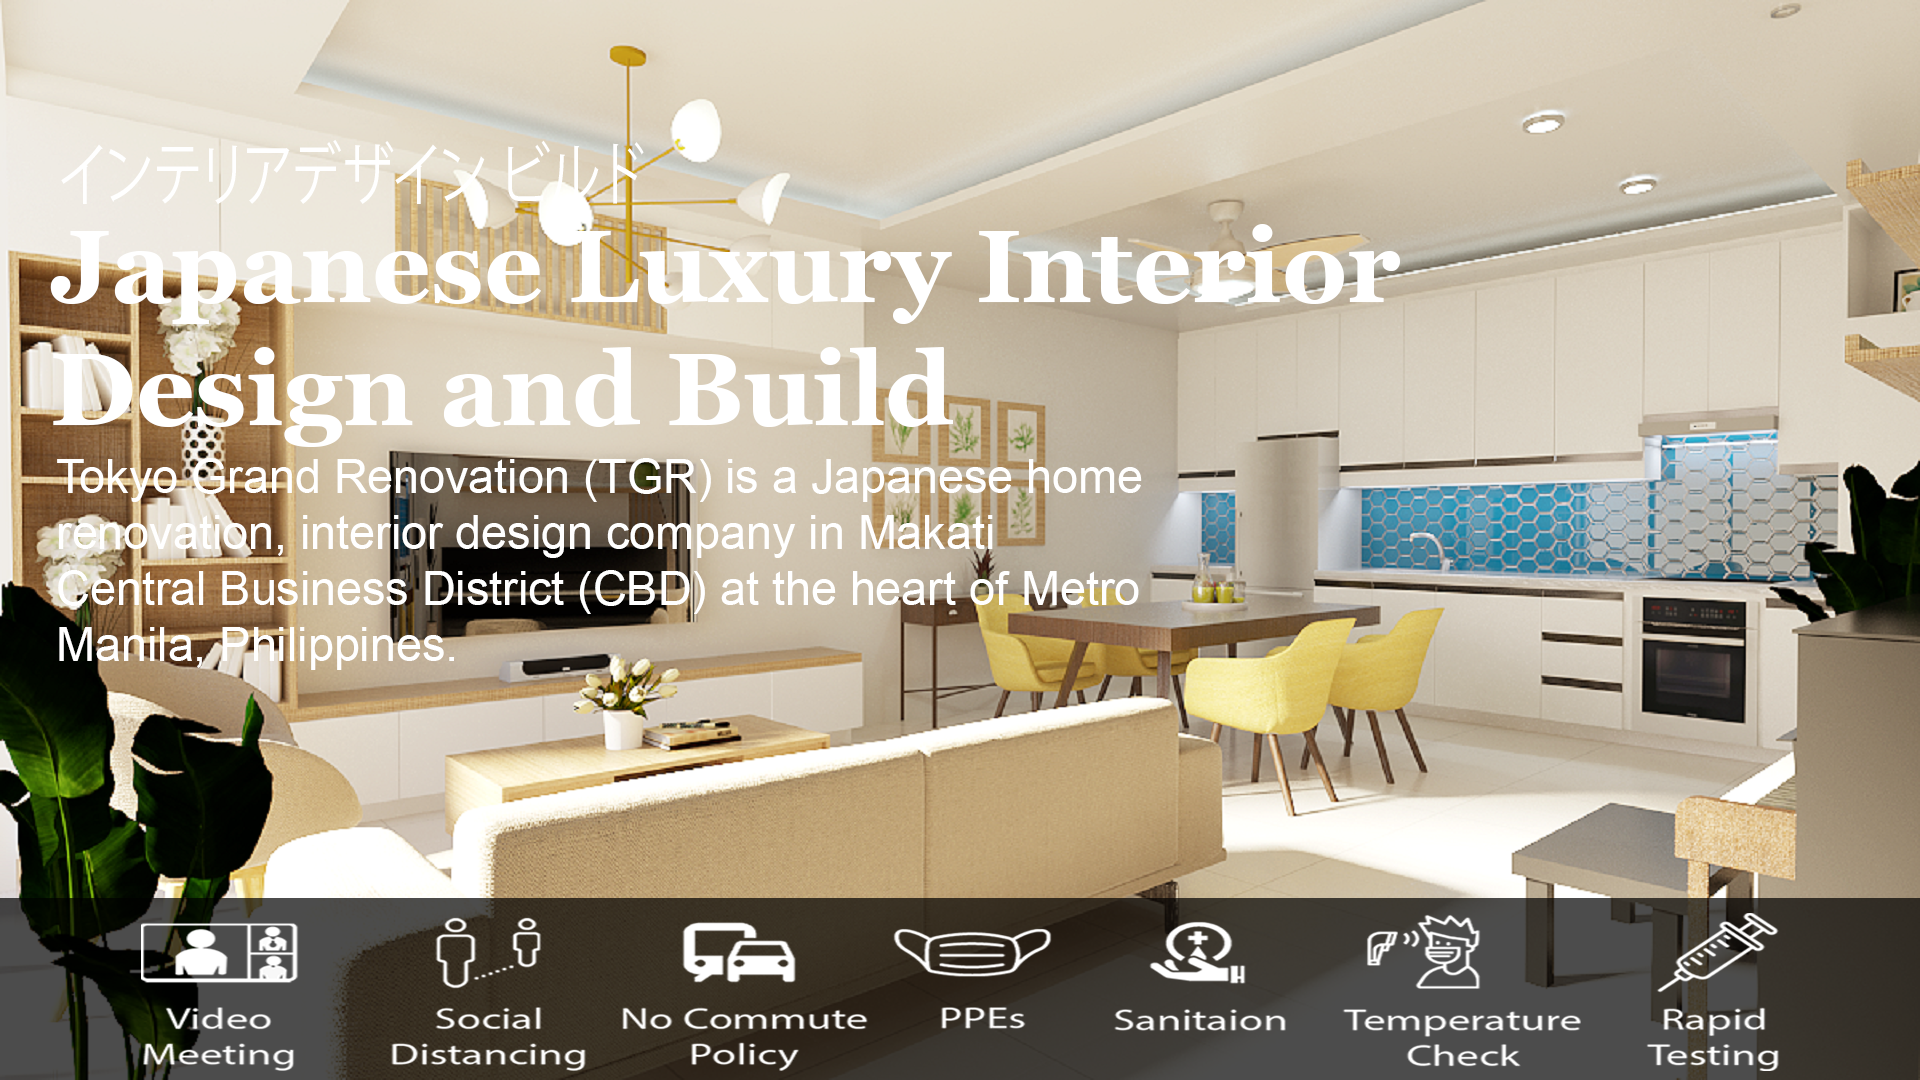 インテリアデザイン ビルド
Japanese Luxury Interior
Design and Build
Tokyo Grand Renovation (TGR) is a Japanese home
renovation, interior design company in Makati
Central Business District (CBD) at the heart of Metro
Manila, Philippines.
Video
Meeting
Social
Distancing
No Commute
Policy
PPEs
Sanitaion
Temperature
Check
Rapid
Testing